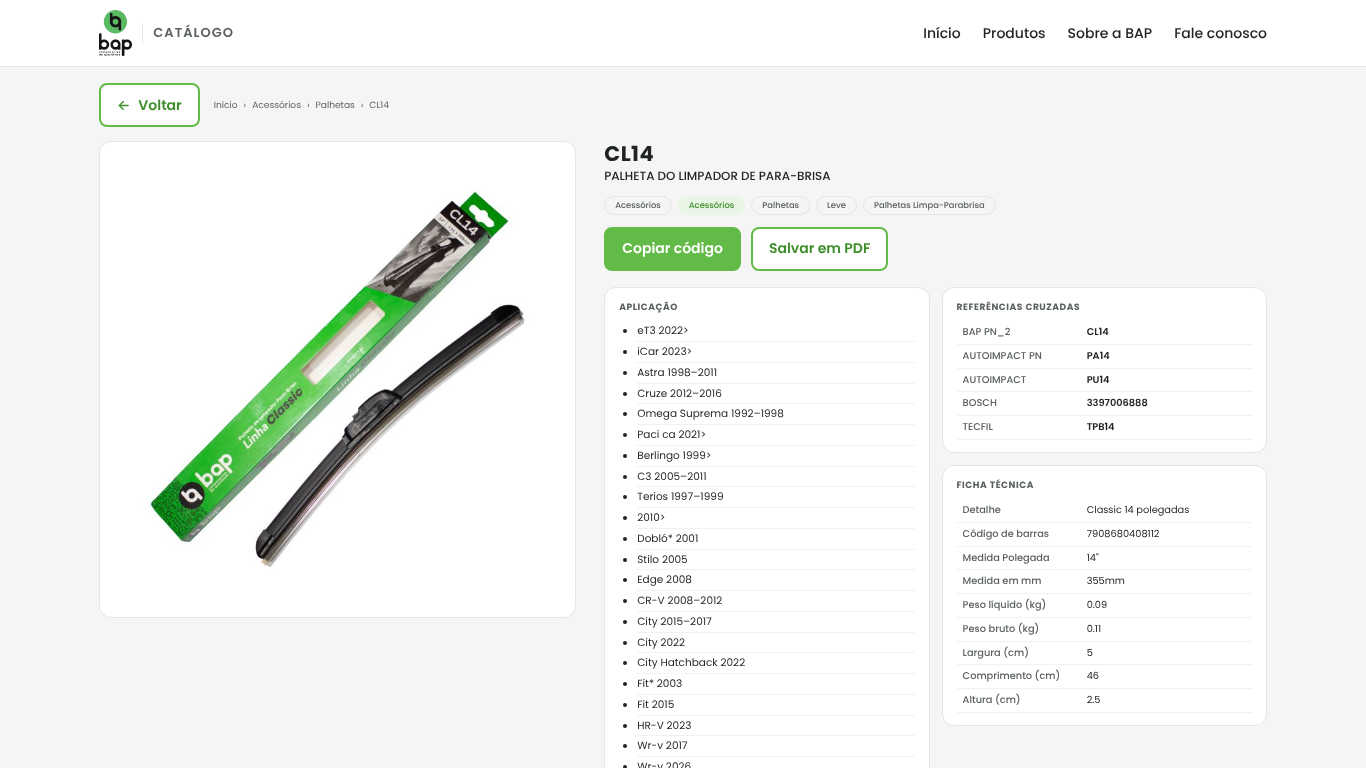 bap
CATÁLOGO
Início
Produtos
Sobre a BAP
Fale conosco
← Voltar
Início › Acessórios › Palhetas › CL14
CL14
Linha Classic
bap
CL14
PALHETA DO LIMPADOR DE PARA-BRISA
Acessórios
Acessórios
Palhetas
Leve
Palhetas Limpa-Parabrisa
Copiar código
Salvar em PDF
APLICAÇÃO
eT3 2022>
iCar 2023>
Astra 1998–2011
Cruze 2012–2016
Omega Suprema 1992–1998
Paci ca 2021>
Berlingo 1999>
C3 2005–2011
Terios 1997–1999
2010>
Dobló* 2001
Stilo 2005
Edge 2008
CR-V 2008–2012
City 2015–2017
City 2022
City Hatchback 2022
Fit* 2003
Fit 2015
HR-V 2023
Wr-v 2017
Wr-v 2026
REFERÊNCIAS CRUZADAS
BAP PN_2 CL14
AUTOIMPACT PN PA14
AUTOIMPACT PU14
BOSCH 3397006888
TECFIL TPB14
FICHA TÉCNICA
Detalhe Classic 14 polegadas
Código de barras 7908680408112
Medida Polegada 14"
Medida em mm 355mm
Peso líquido (kg) 0.09
Peso bruto (kg) 0.11
Largura (cm) 5
Comprimento (cm) 46
Altura (cm) 2.5